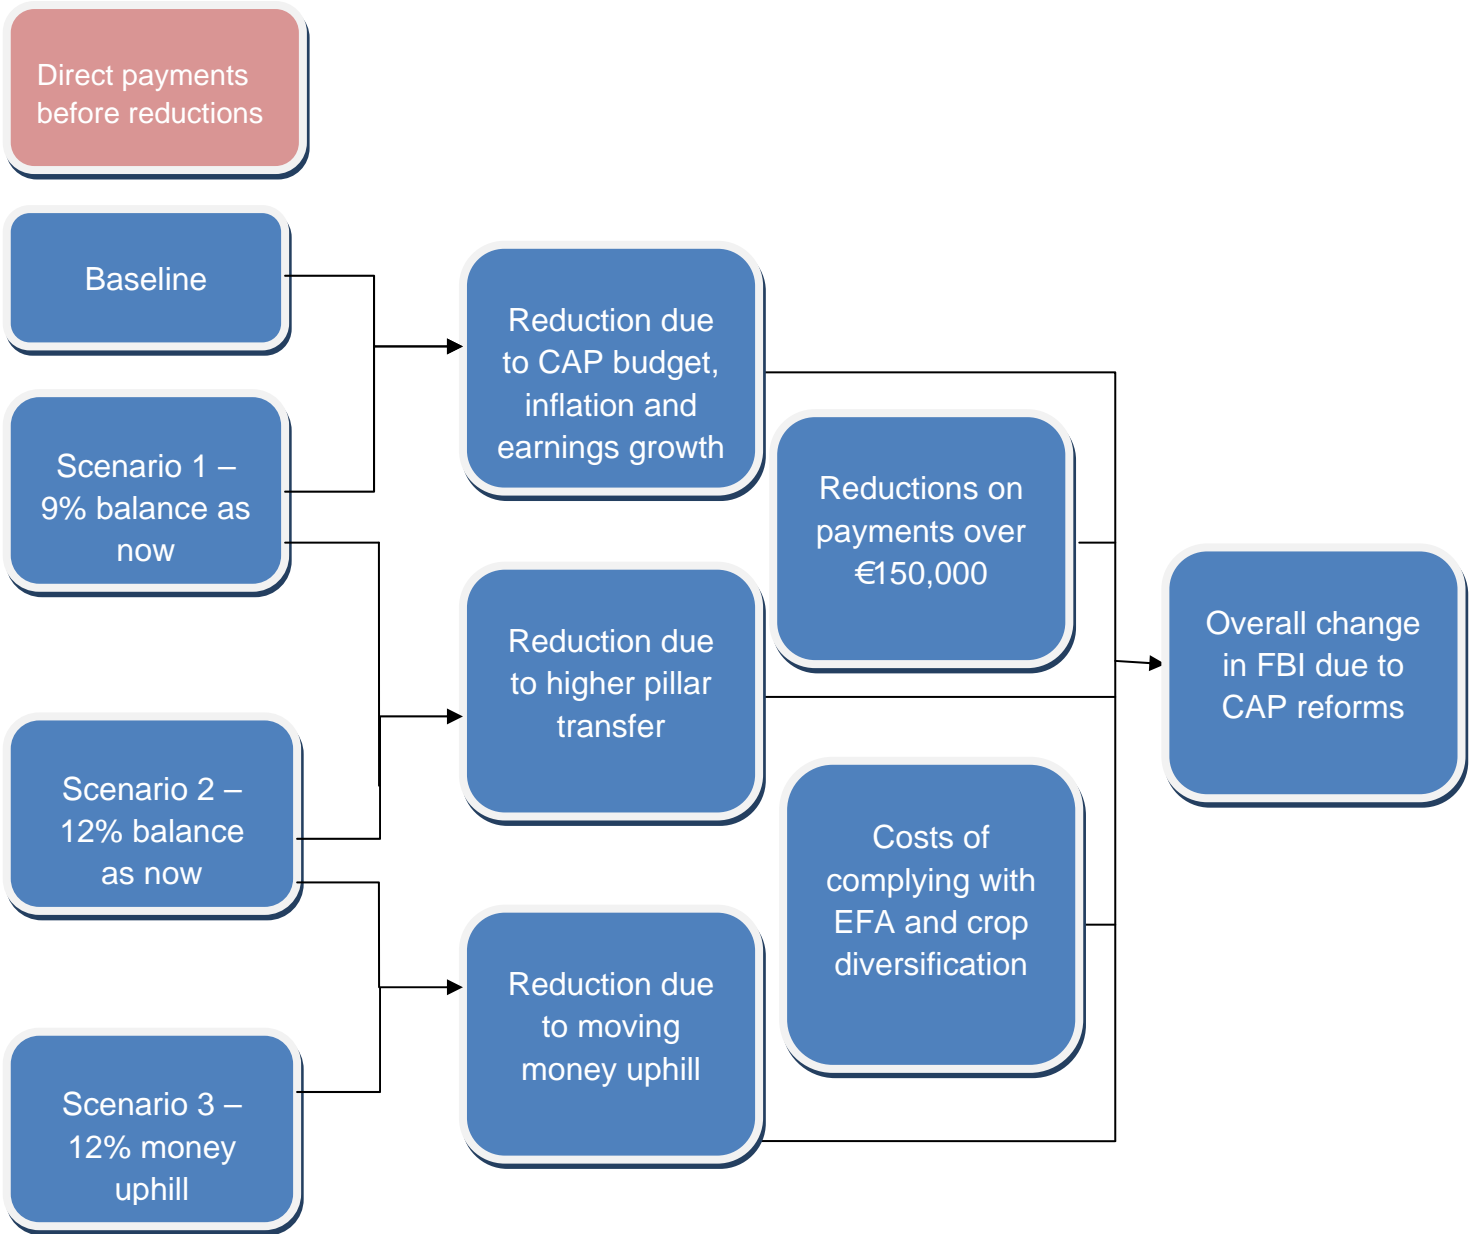 Direct payments
before reductions
Baseline
Scenario 1 –
9% balance as
now
Scenario 2 –
12% balance
as now
Scenario 3 –
12% money
uphill
Reduction due
to CAP budget,
inflation and
earnings growth
Reduction due
to higher pillar
transfer
Reduction due
to moving
money uphill
Reductions on
payments over
€150,000
Costs of
complying with
EFA and crop
diversification
Overall change
in FBI due to
CAP reforms